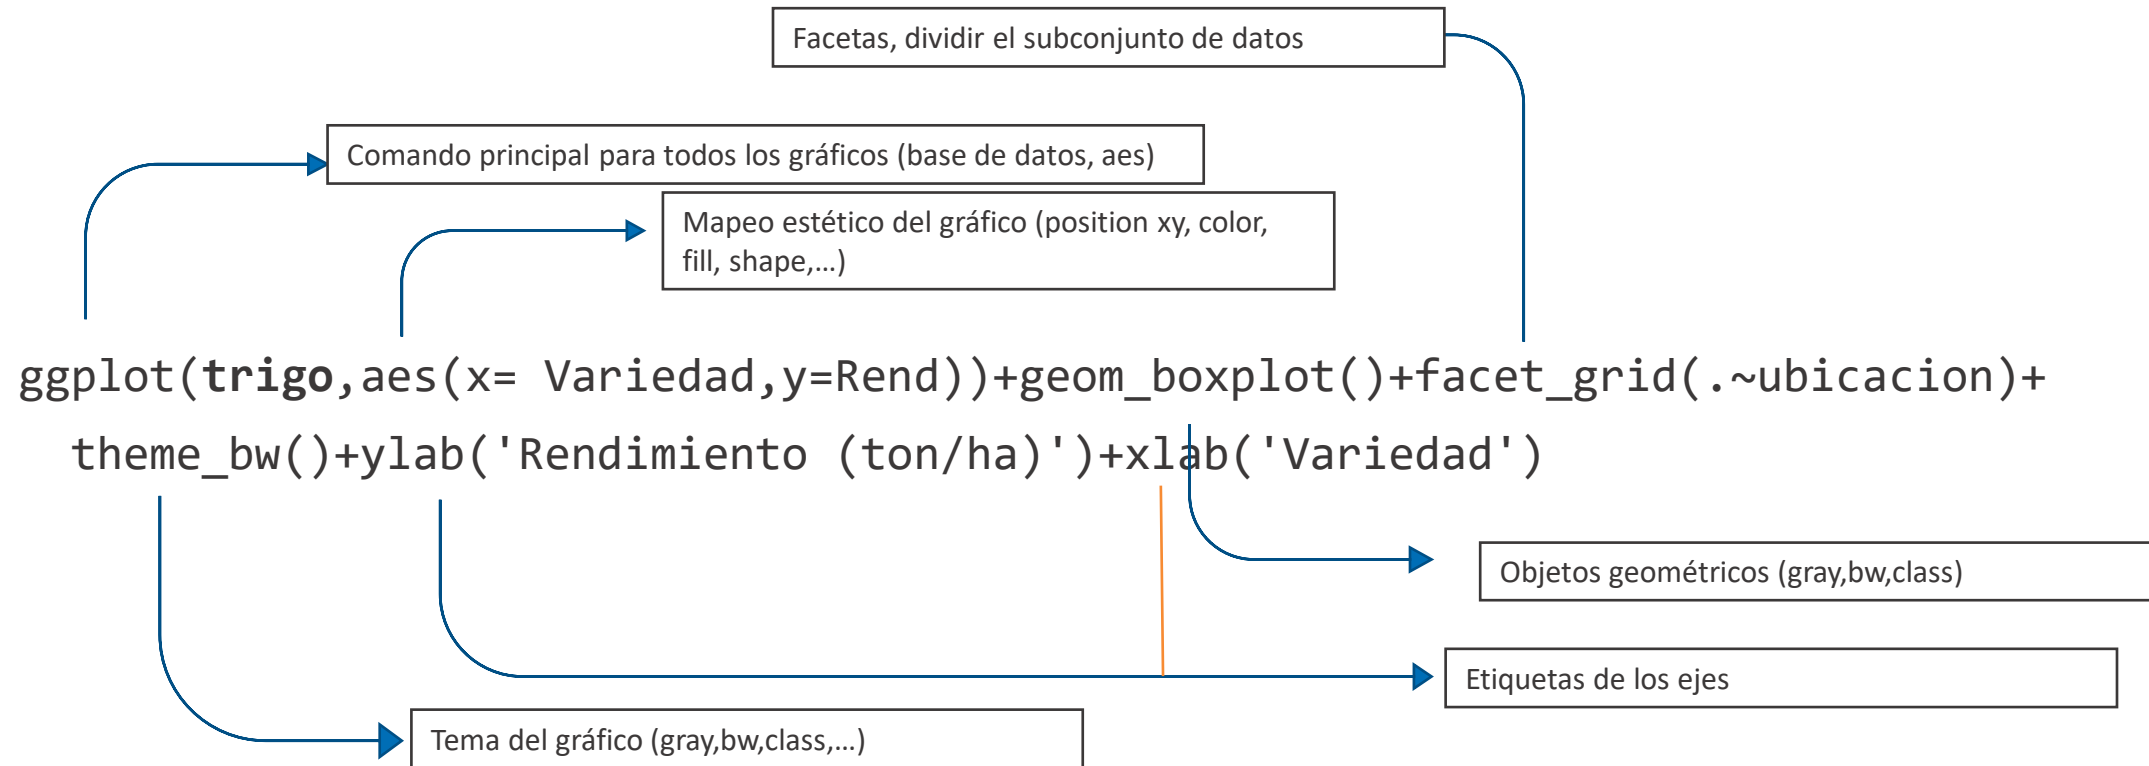 Facetas, dividir el subconjunto de datos
Comando principal para todos los gráficos (base de datos, aes)
Mapeo estético del gráfico (position xy, color,
fill, shape,…)
ggplot(trigo,aes(x= Variedad,y=Rend))+geom_boxplot()+facet_grid(.~ubicacion)+
theme_bw()+ylab('Rendimiento (ton/ha)')+xlab('Variedad')
Objetos geométricos (gray,bw,class)
Etiquetas de los ejes
Tema del gráfico (gray,bw,class,…)